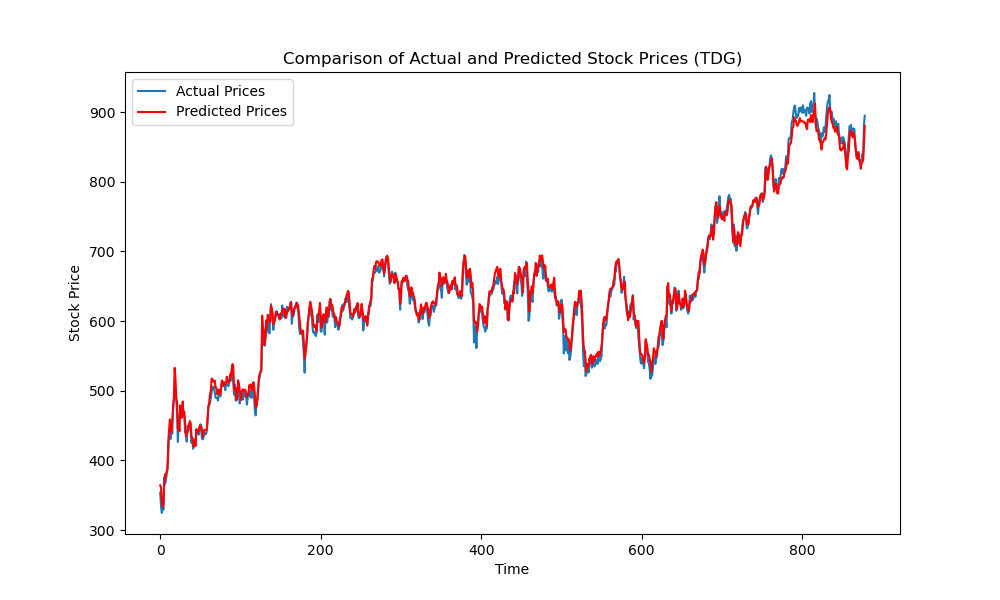 Comparison of Actual and Predicted Stock Prices (TDG)
Actual Prices
Predicted Prices
900
800
700
600
500
400
300
Stock Price
0 200 400 600 800
Time